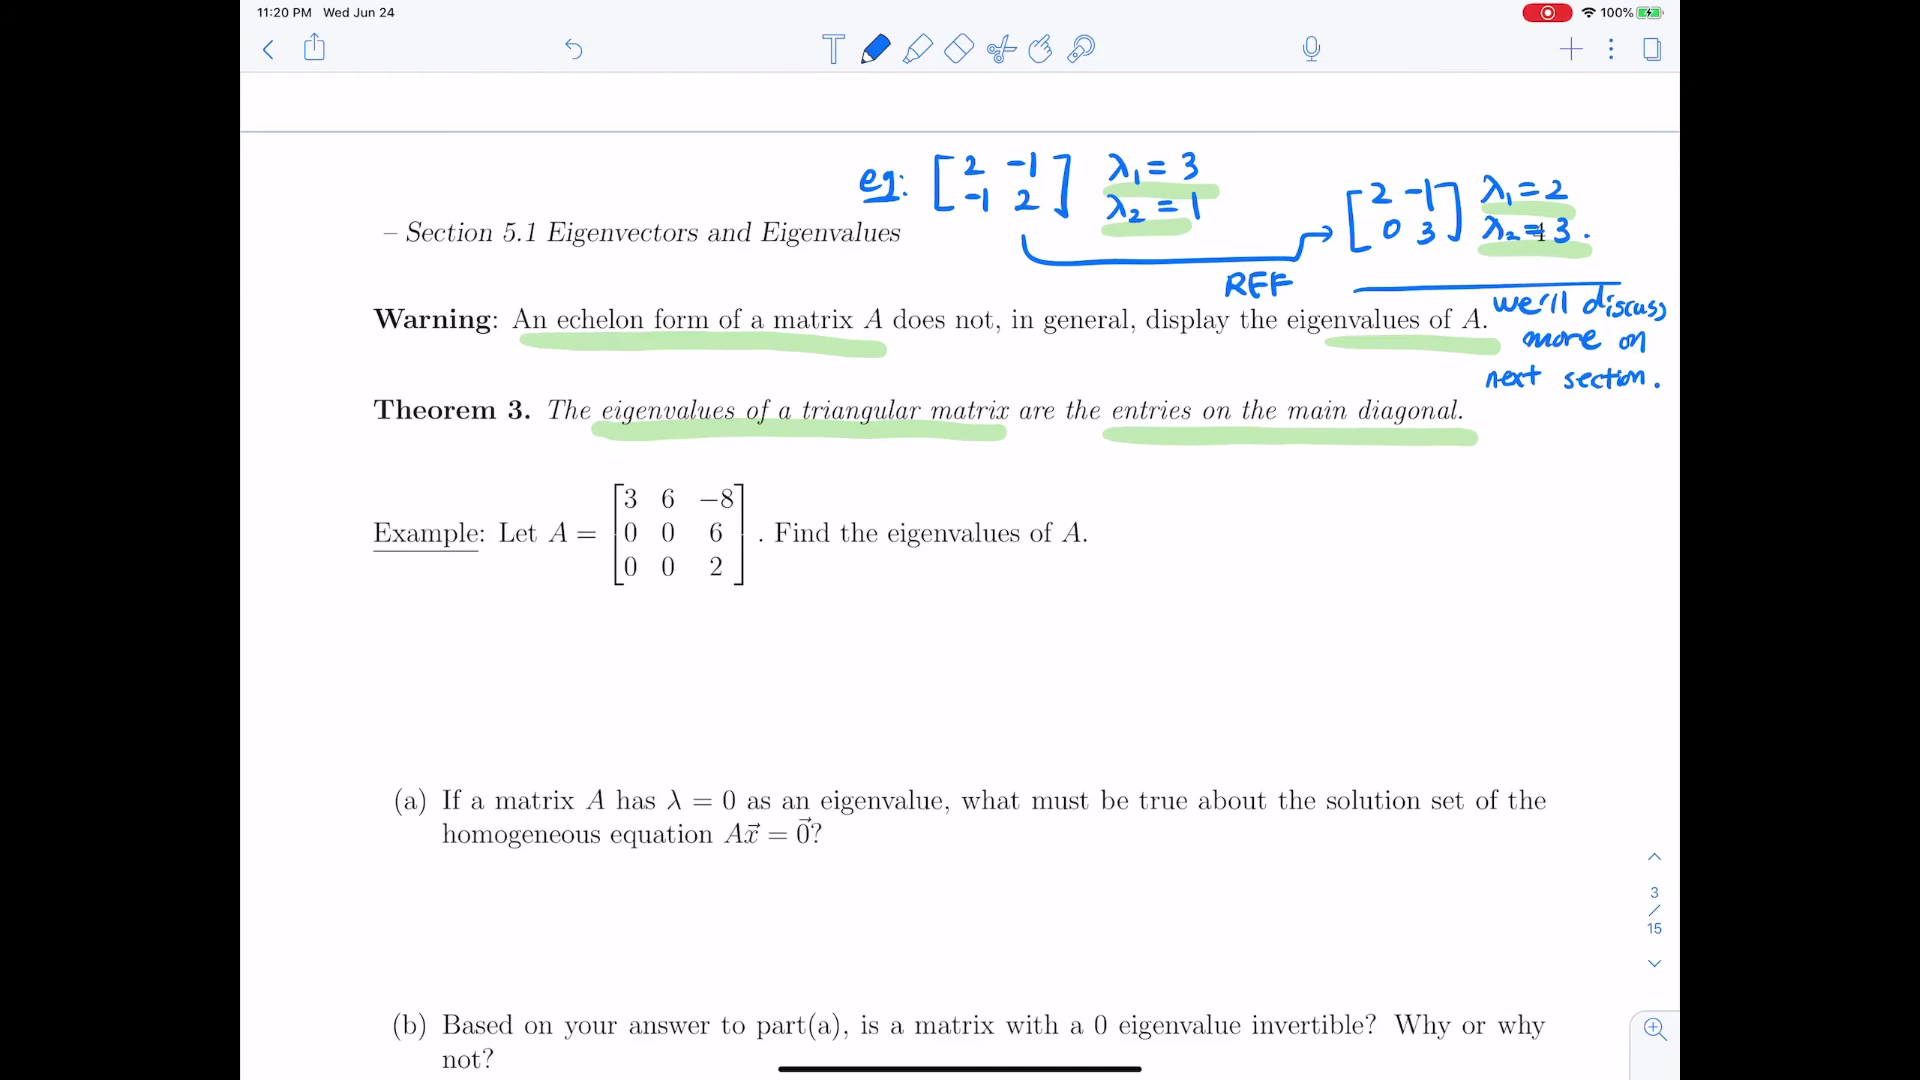 11:20 PM Wed Jun 24
100%
eg: [2 -1 λ₁ = 3
-1 2] λ₂ = 1
[2 -1 λ₁ = 2
0 3] λ₂ = 3.
– Section 5.1 Eigenvectors and Eigenvalues
4
REF
Warning: An echelon form of a matrix A does not, in general, display the eigenvalues of A.
we'll discuss
more on
next section.
Theorem 3. The eigenvalues of a triangular matrix are the entries on the main diagonal.
Example: Let A = [3 6 −8
0 0 6
0 0 2]. Find the eigenvalues of A.
(a) If a matrix A has λ = 0 as an eigenvalue, what must be true about the solution set of the
homogeneous equation Ax⃗ = 0⃗?
3
/
15
(b) Based on your answer to part(a), is a matrix with a 0 eigenvalue invertible? Why or why
not?